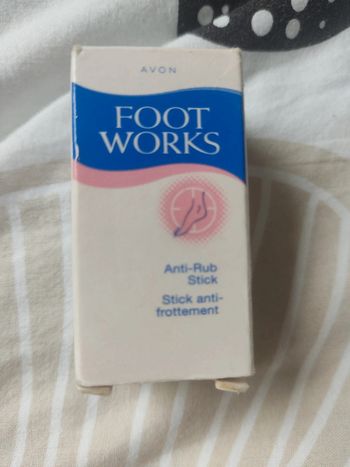 AVON
FOOT
WORKS
Anti-Rub
Stick
Stick anti-
frottement